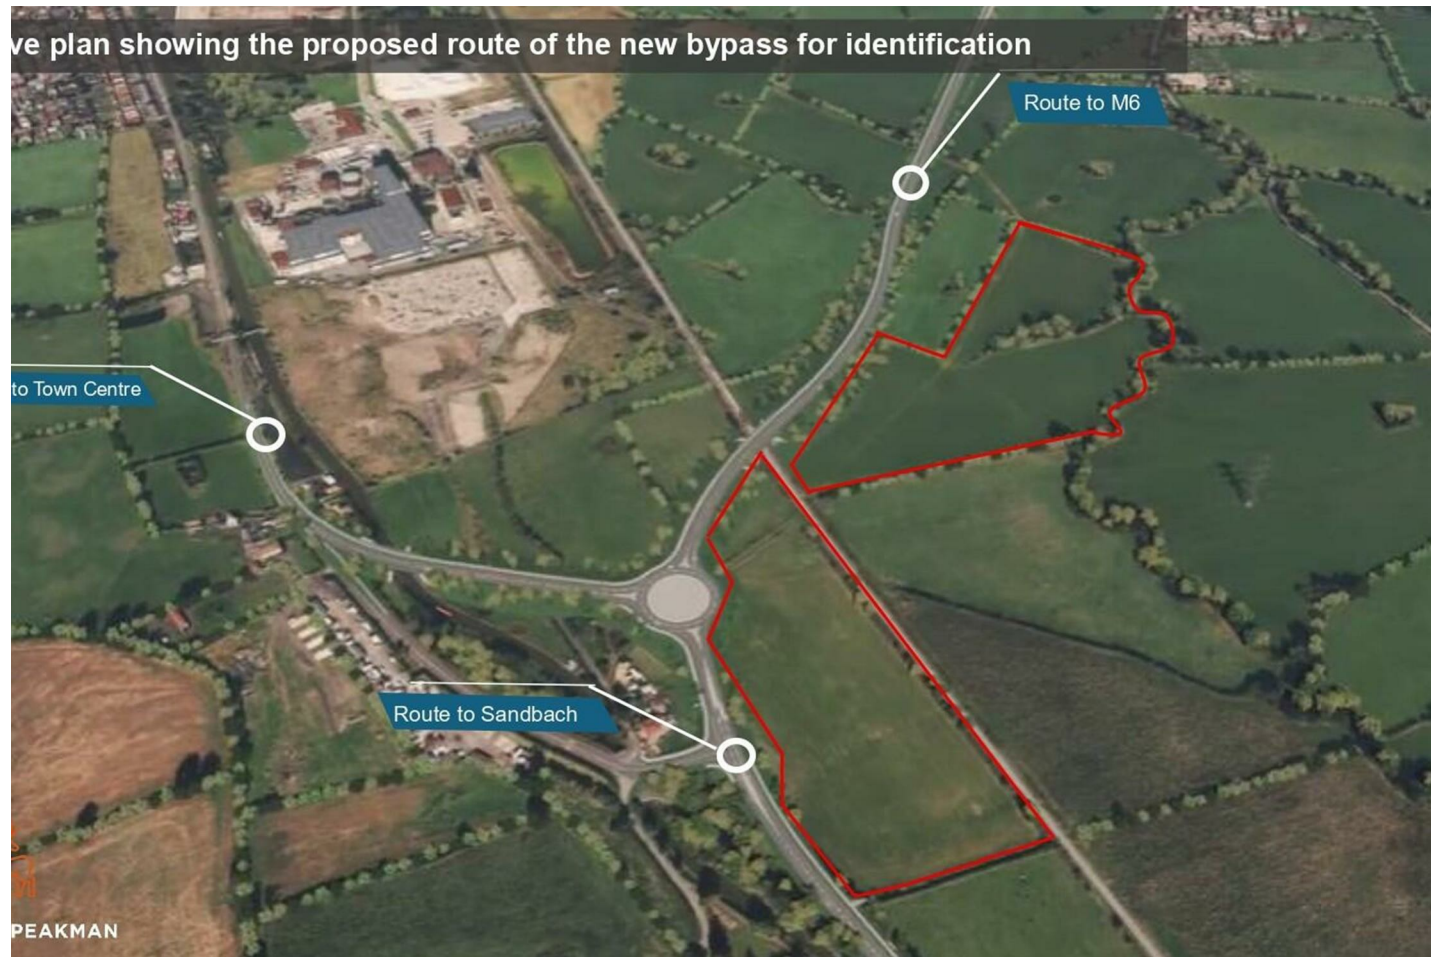 ve plan showing the proposed route of the new bypass for identification
Route to M6
to Town Centre
Route to Sandbach
PEAKMAN